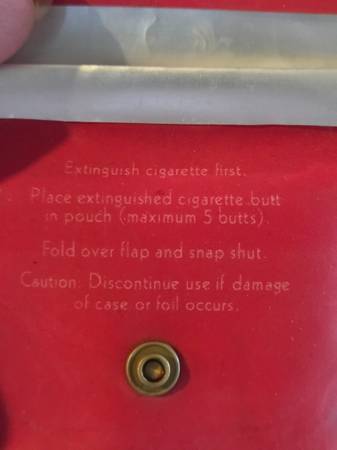 Extinguish cigarette first.
Place extinguished cigarette butt
in pouch (maximum 5 butts).
Fold over flap and snap shut.
Caution: Discontinue use if damage
of case or foil occurs.